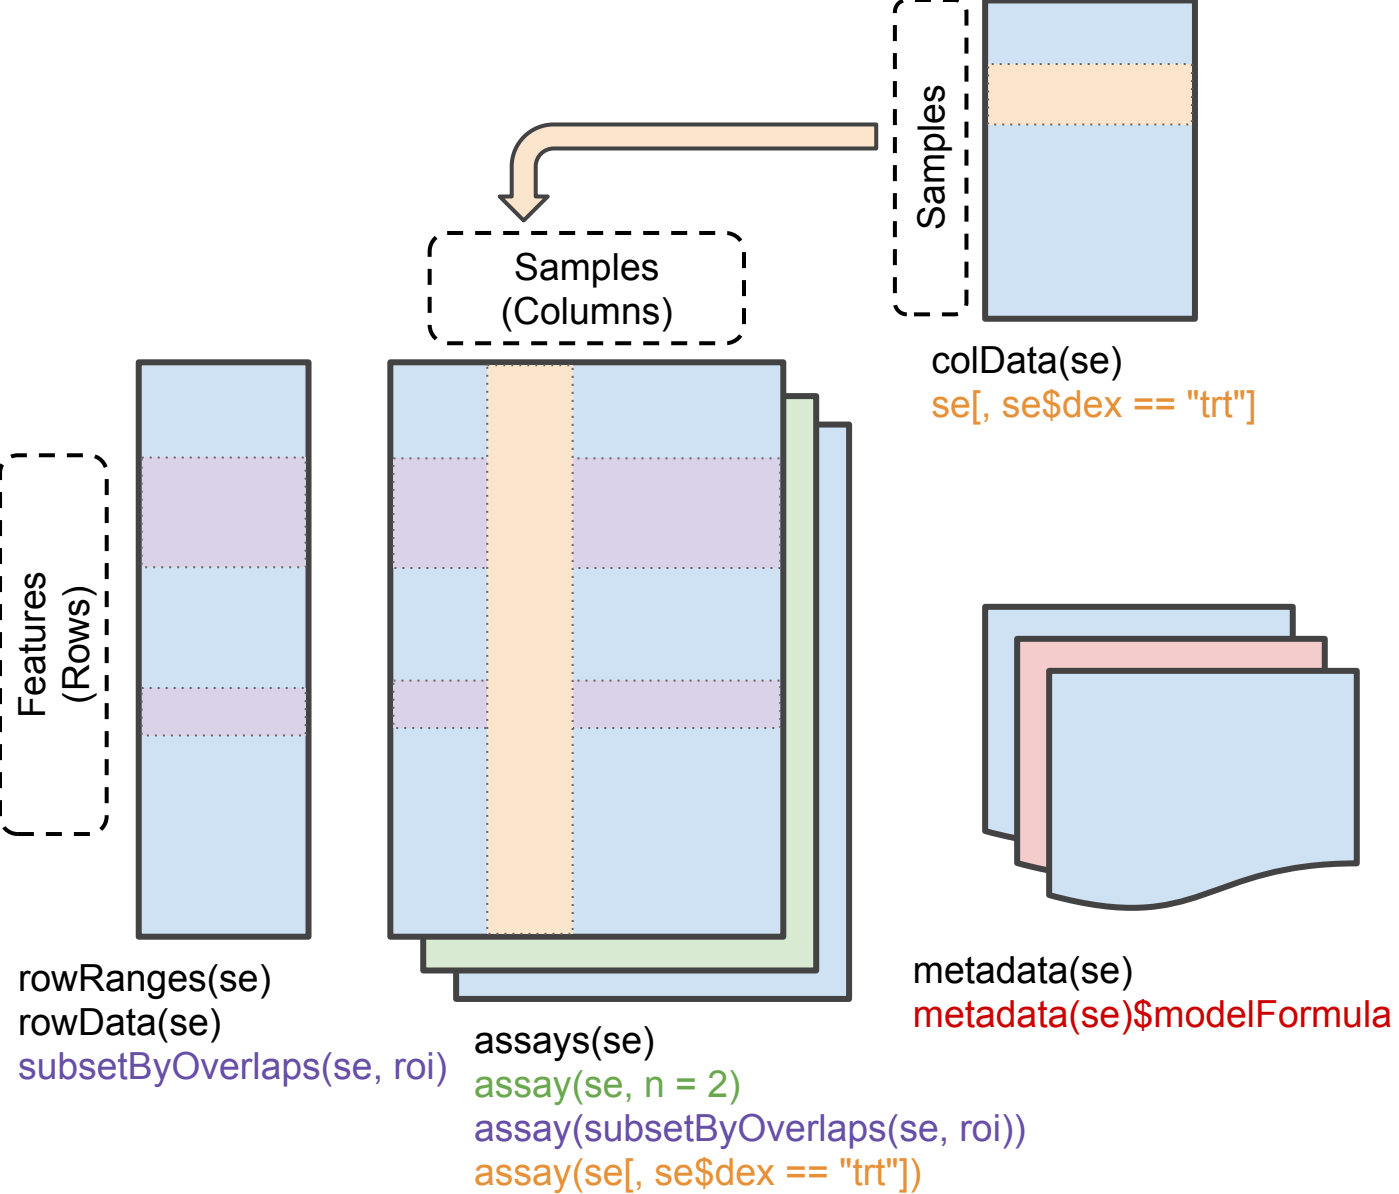 Samples
colData(se)
se[, se$dex == "trt"]
Samples
(Columns)
Features
(Rows)
rowRanges(se)
rowData(se)
subsetByOverlaps(se, roi)
assays(se)
assay(se, n = 2)
assay(subsetByOverlaps(se, roi))
assay(se[, se$dex == "trt"])
metadata(se)
metadata(se)$modelFormula